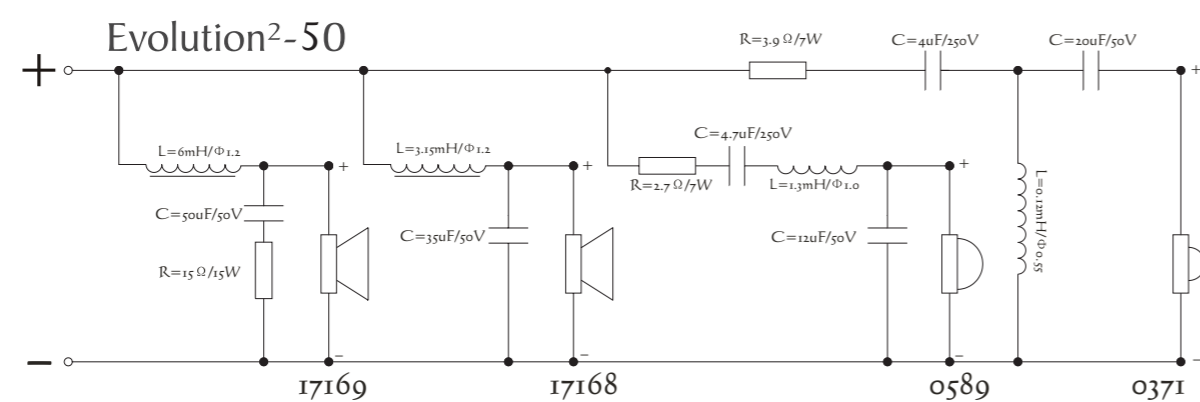 Evolution²-50
R=3.9 Ω/7W
C=4uF/250V
C=20uF/50V
+
+
L=6mH/Φ1.2
L=3.15mH/Φ1.2
C=4.7uF/250V
+
+
+
R=2.7 Ω/7W
L=1.3mH/Φ1.0
L=0.12mH/Φ0.55
C=50uF/50V
C=35uF/50V
C=12uF/50V
R=15 Ω/15W
−
−
−
−
−
17169
17168
0589
0371